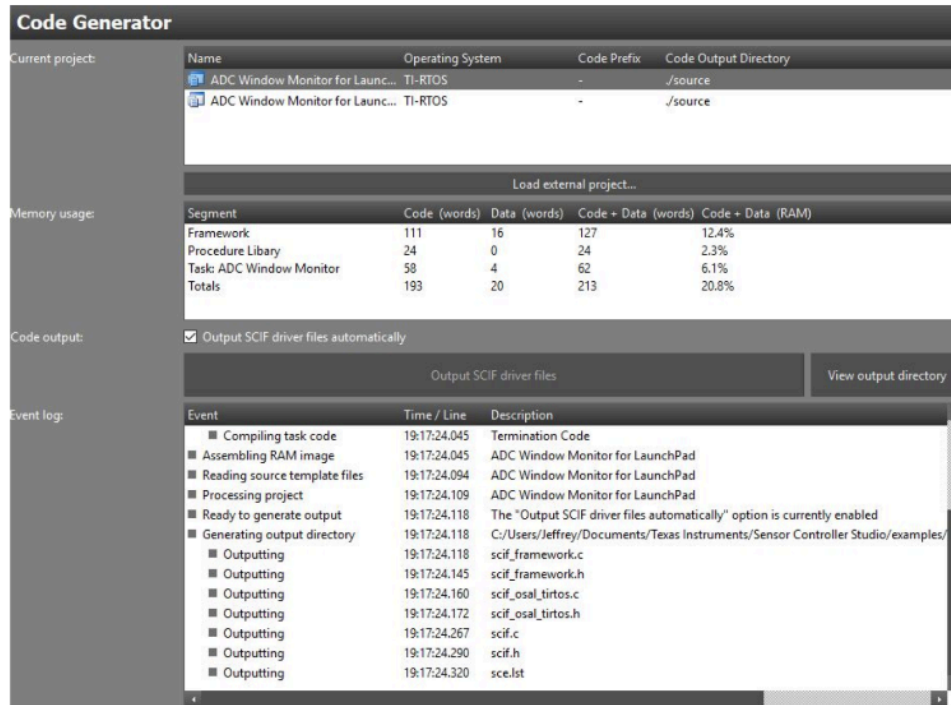 Code Generator
Current project:
Name Operating System Code Prefix Code Output Directory
ADC Window Monitor for Launc... TI-RTOS - ./source
ADC Window Monitor for Launc... TI-RTOS - ./source
Load external project...
Memory usage:
Segment Code (words) Data (words) Code + Data (words) Code + Data (RAM)
Framework 111 16 127 12.4%
Procedure Libary 24 0 24 2.3%
Task: ADC Window Monitor 58 4 62 6.1%
Totals 193 20 213 20.8%
Code output:
Output SCIF driver files automatically
Output SCIF driver files View output directory
Event log:
Event Time / Line Description
Compiling task code 19:17:24.045 Termination Code
Assembling RAM image 19:17:24.045 ADC Window Monitor for LaunchPad
Reading source template files 19:17:24.094 ADC Window Monitor for LaunchPad
Processing project 19:17:24.109 ADC Window Monitor for LaunchPad
Ready to generate output 19:17:24.118 The "Output SCIF driver files automatically" option is currently enabled
Generating output directory 19:17:24.118 C:/Users/Jeffrey/Documents/Texas Instruments/Sensor Controller Studio/examples/
Outputting 19:17:24.118 scif_framework.c
Outputting 19:17:24.145 scif_framework.h
Outputting 19:17:24.160 scif_osal_tirtos.c
Outputting 19:17:24.172 scif_osal_tirtos.h
Outputting 19:17:24.267 scif.c
Outputting 19:17:24.290 scif.h
Outputting 19:17:24.320 sce.lst